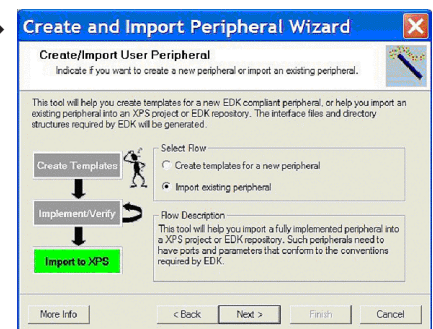 Create and Import Peripheral Wizard
Create/Import User Peripheral
Indicate if you want to create a new peripheral or import an existing peripheral.
This tool will help you create templates for a new EDK compliant peripheral, or help you import an
existing peripheral into an XPS project or EDK repository. The interface files and directory
structures required by EDK will be generated.
Select Flow
Create templates for a new peripheral
Import existing peripheral
Create Templates
Implement/Verify
Import to XPS
Flow Description
This tool will help you import a fully implemented peripheral into
a XPS project or EDK repository. Such peripherals need to
have ports and parameters that conform to the conventions
required by EDK.
More Info
< Back
Next >
Finish
Cancel